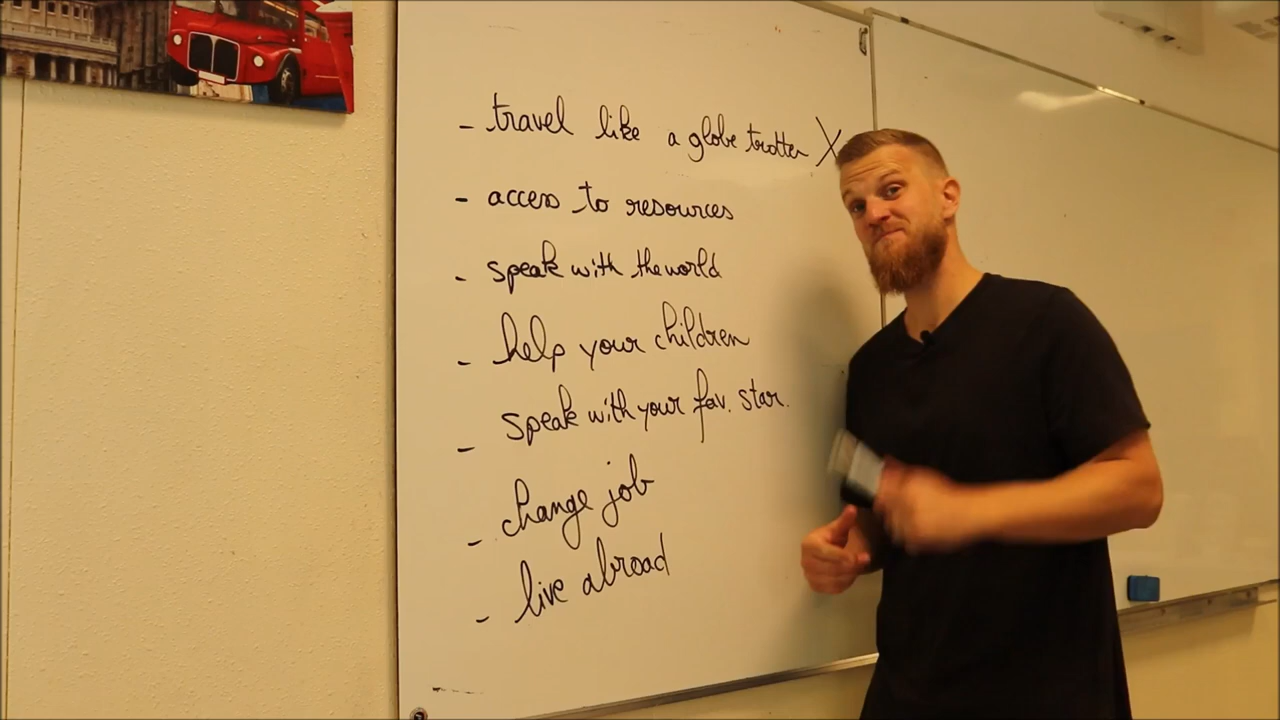 - travel like a globe trotter X
- access to resources
- speak with the world
- help your children
- speak with your fav. star.
- change job
- live abroad